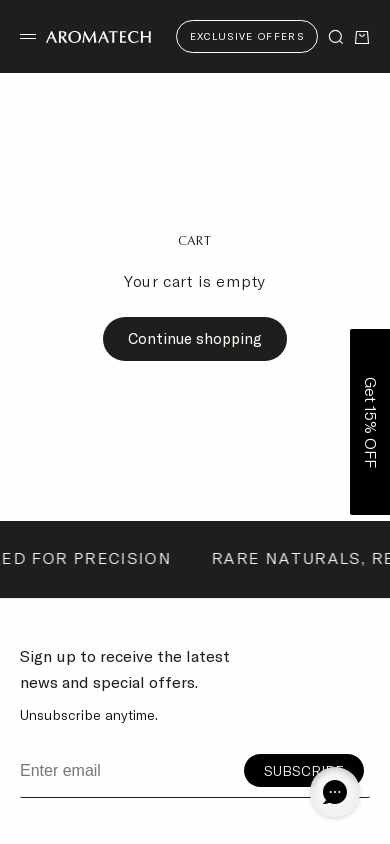 AROMATECH
EXCLUSIVE OFFERS
CART
Your cart is empty
Continue shopping
Get 15% OFF
ED FOR PRECISION
RARE NATURALS, RE
Sign up to receive the latest
news and special offers.
Unsubscribe anytime.
Enter email
SUBSCRIBE